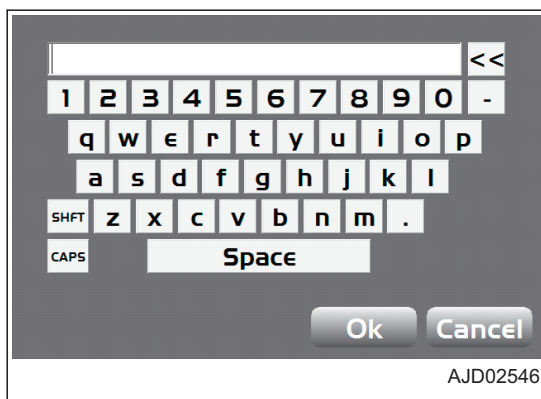 <<
1 2 3 4 5 6 7 8 9 0 -
q w e r t y u i o p
a s d f g h j k l
SHFT z x c v b n m .
CAPS Space
Ok Cancel
AJD02546